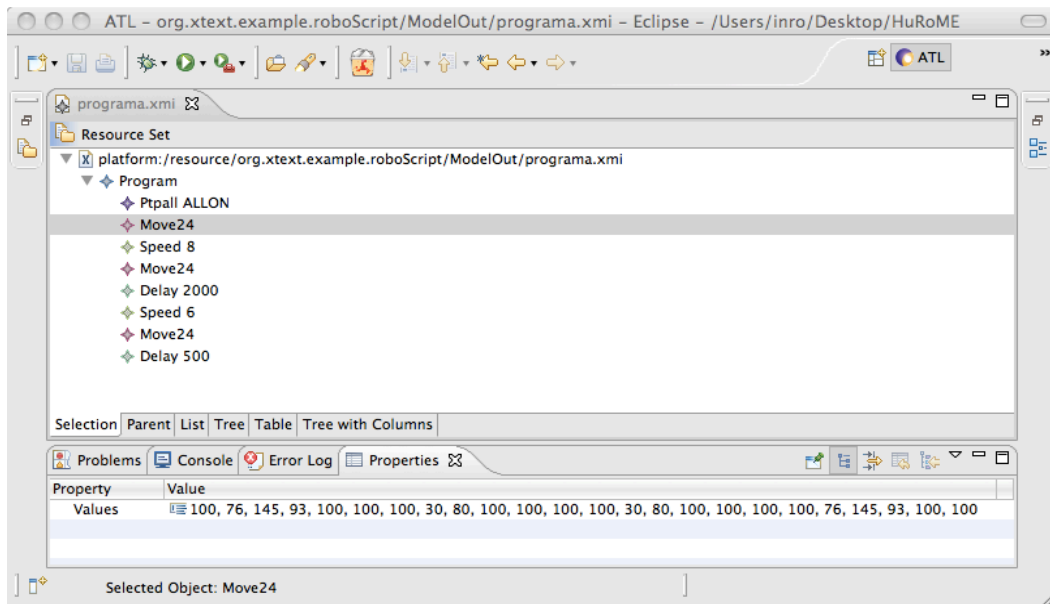 ATL – org.xtext.example.roboScript/ModelOut/programa.xmi – Eclipse – /Users/inro/Desktop/HuRoME
ATL
programa.xmi
Resource Set
platform:/resource/org.xtext.example.roboScript/ModelOut/programa.xmi
Program
Ptpall ALLON
Move24
Speed 8
Move24
Delay 2000
Speed 6
Move24
Delay 500
Selection Parent List Tree Table Tree with Columns
Problems Console Error Log Properties
Property Value
Values 100, 76, 145, 93, 100, 100, 100, 30, 80, 100, 100, 100, 100, 30, 80, 100, 100, 100, 100, 76, 145, 93, 100, 100
Selected Object: Move24